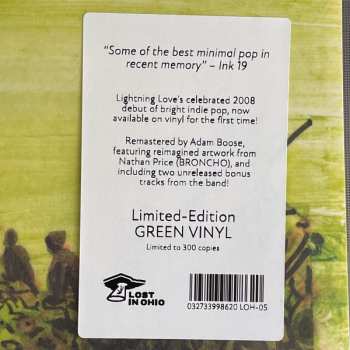 “Some of the best minimal pop in
recent memory” – Ink 19
Lightning Love's celebrated 2008
debut of bright indie pop, now
available on vinyl for the first time!
Remastered by Adam Boose,
featuring reimagined artwork from
Nathan Price (BRONCHO), and
including two unreleased bonus
tracks from the band!
Limited-Edition
GREEN VINYL
Limited to 300 copies
LOST
IN OHIO
032733998620 LOH-05